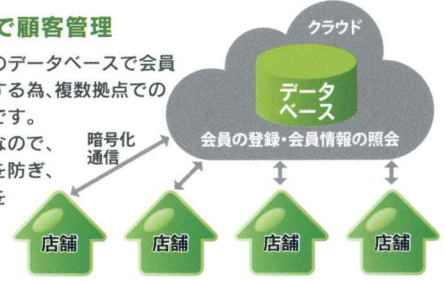 で顧客管理
のデータベースで会員
する為、複数拠点での
です。
なので、
を防ぎ、
を
クラウド
データ
ベース
会員の登録・会員情報の照会
暗号化
通信
店舗
店舗
店舗
店舗